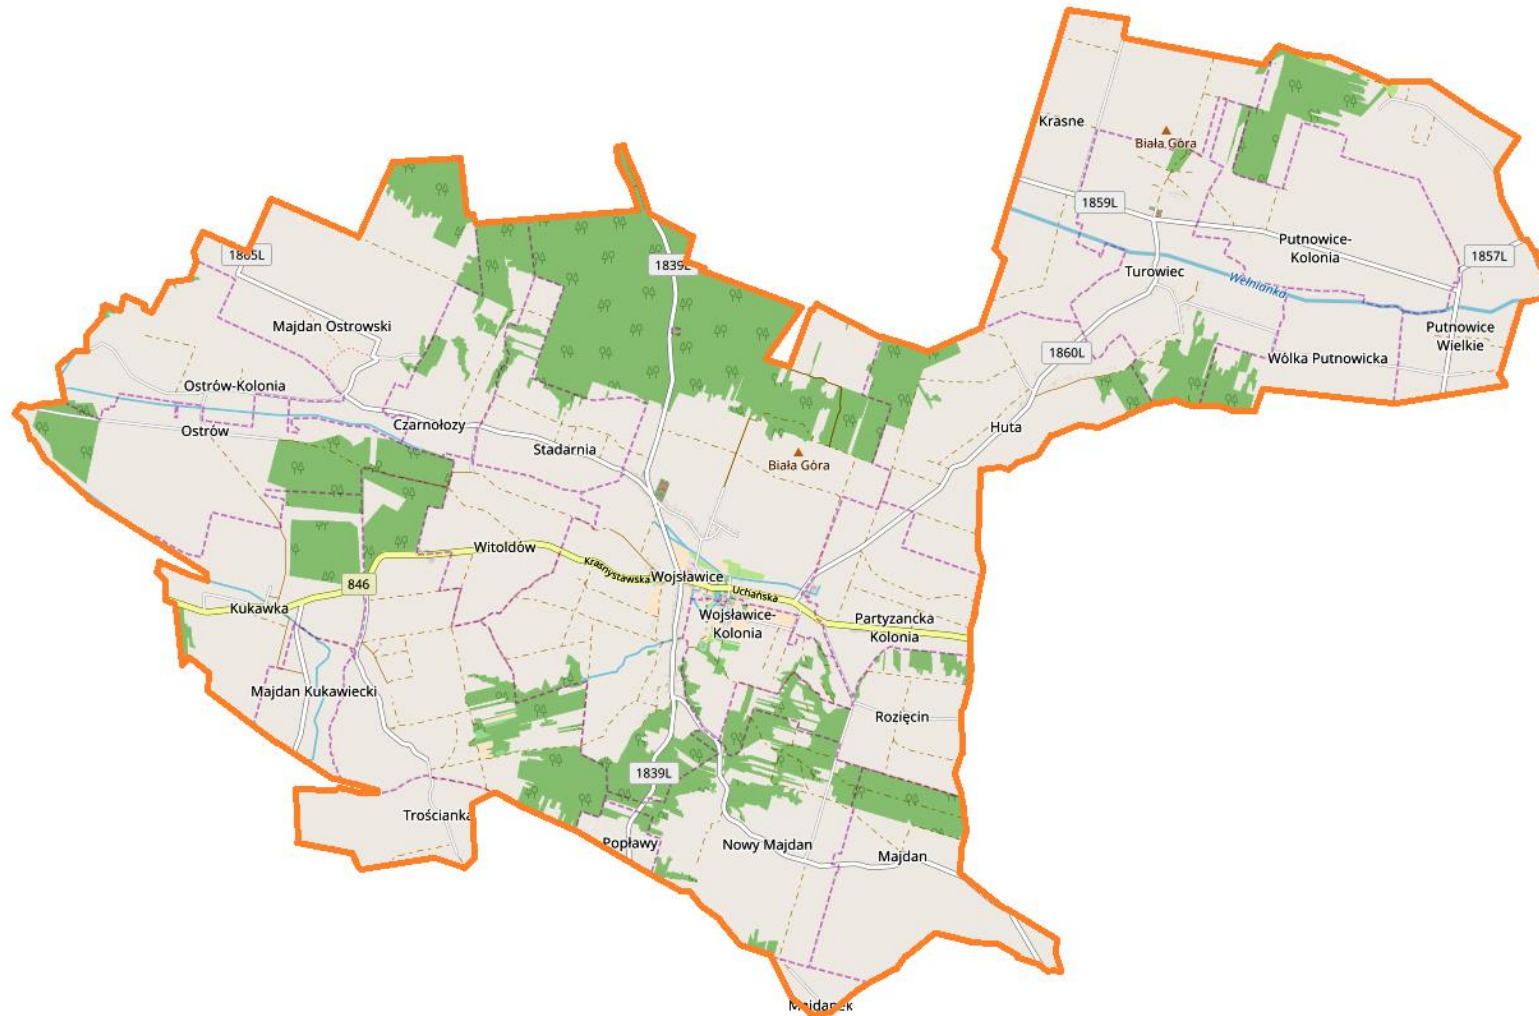 Krasne
Biała Góra
1859L
Putnowice-
Kolonia
1857L
1865L
1839L
Turowiec
Wełnianka
Majdan Ostrowski
Putnowice
Wielkie
1860L
Wólka Putnowicka
Ostrów-Kolonia
Czarnołozy
Ostrów
Huta
Stadarnia
Biała Góra
Witoldów
Krasnystawska
Wojsławice
846
Uchańska
Kukawka
Wojsławice-
Kolonia
Partyzancka
Kolonia
Majdan Kukawiecki
Rozięcin
1839L
Trościanka
Popławy
Nowy Majdan
Majdan
Majdanek